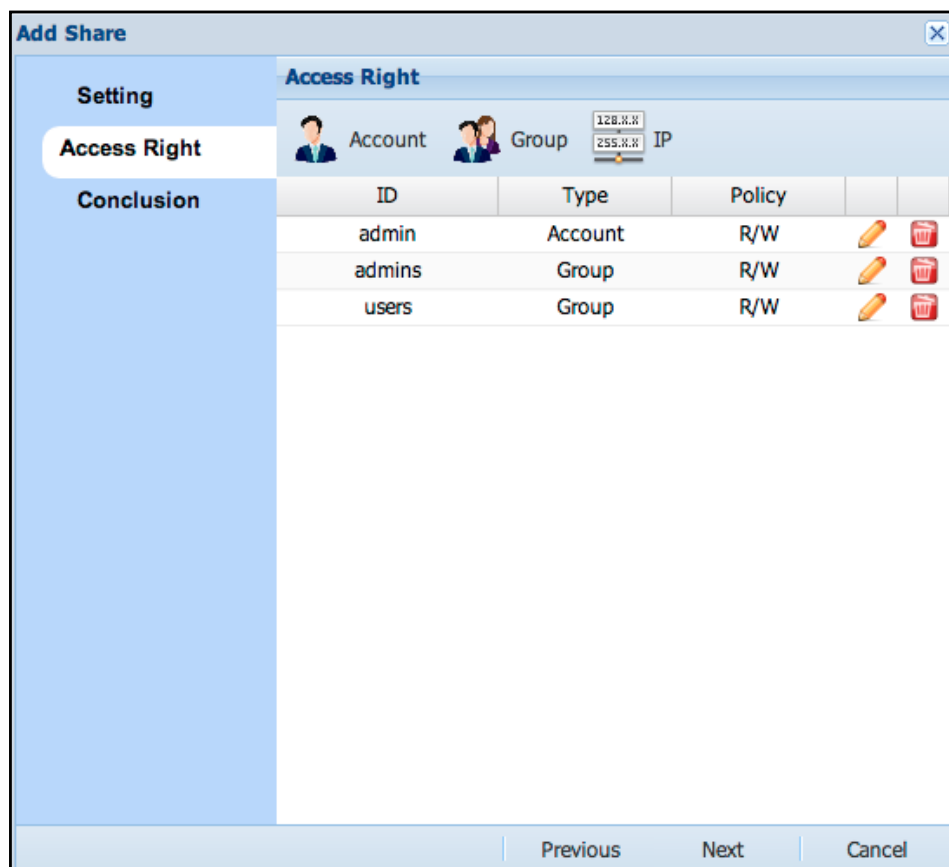 Add Share
Setting
Access Right
Conclusion
Access Right
Account Group 128.X.X 255.X.X IP
ID Type Policy
admin Account R/W
admins Group R/W
users Group R/W
Previous Next Cancel